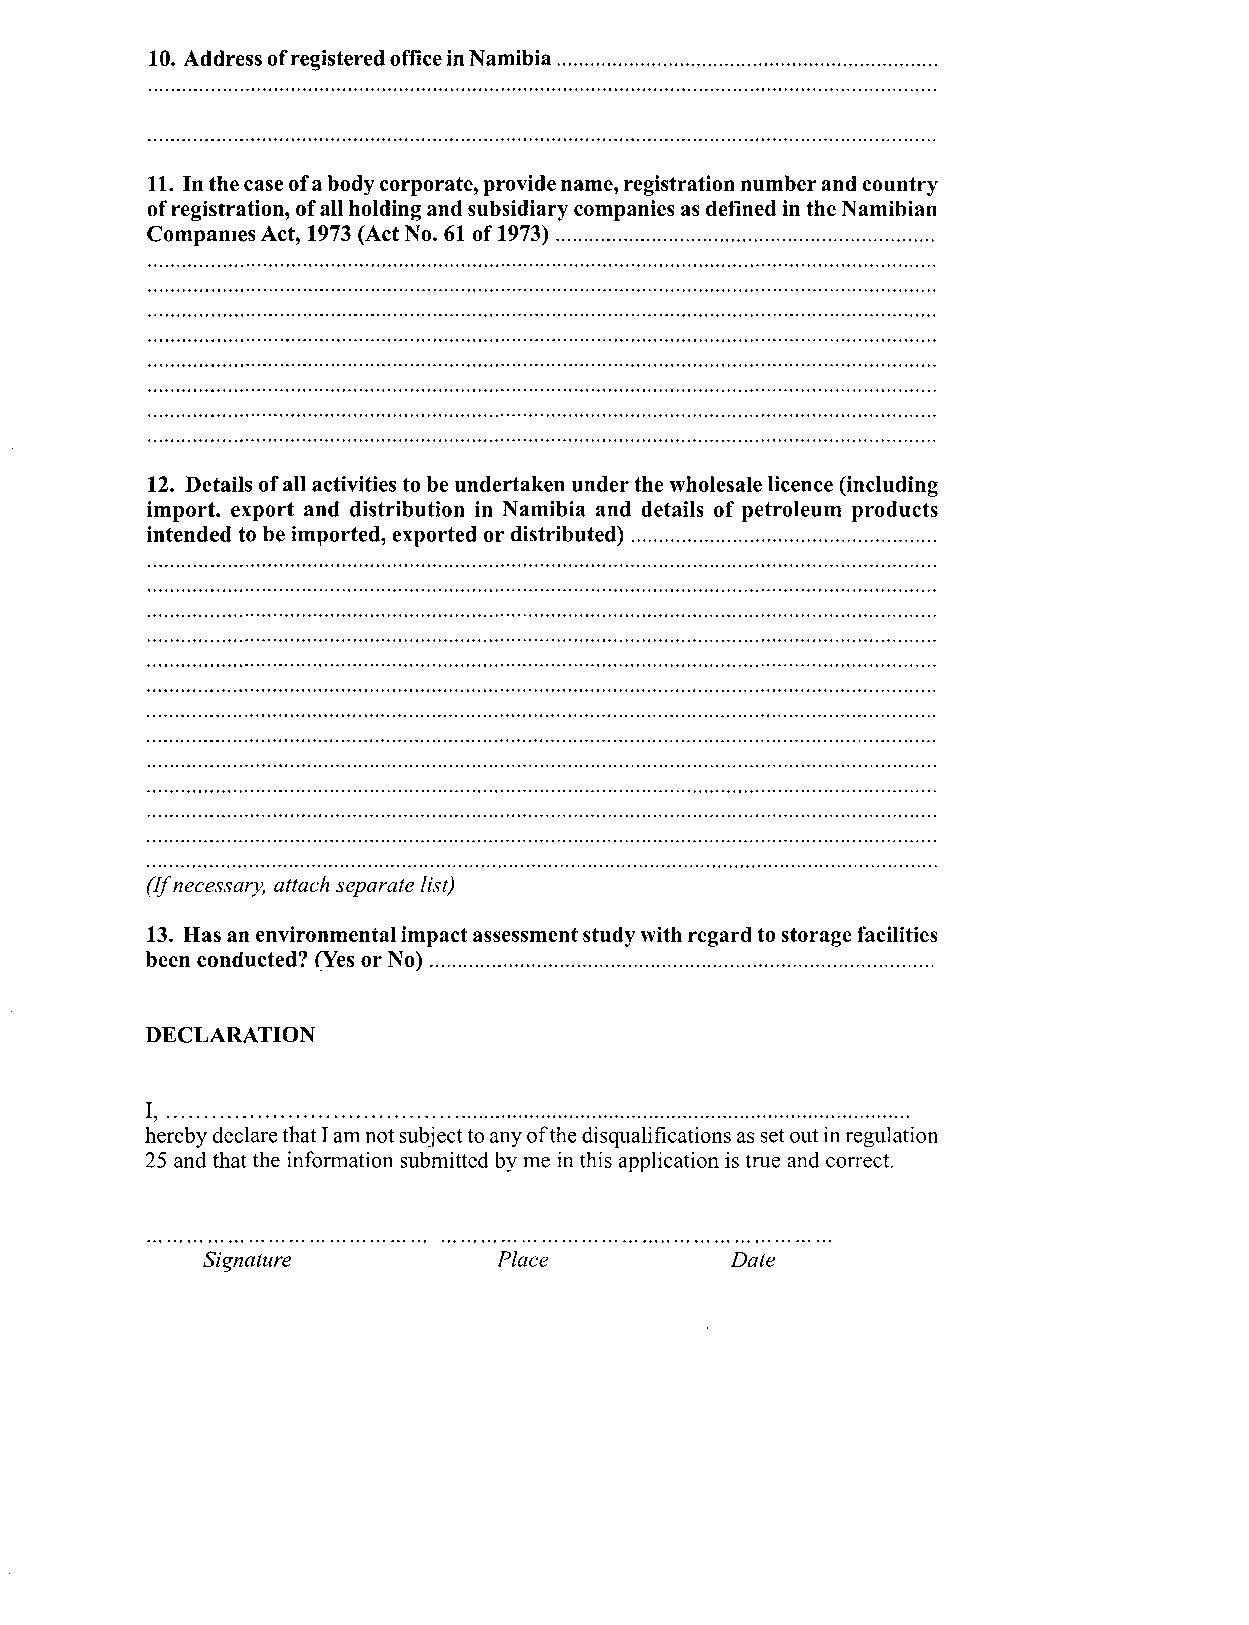 10. Address of registered office in Namibia ....................................................................
............................................................................................................................................
............................................................................................................................................
11. In the case of a body corporate, provide name, registration number and country
of registration, of all holding and subsidiary companies as defined in the Namibian
Companies Act, 1973 (Act No. 61 of 1973) ...................................................................
............................................................................................................................................
............................................................................................................................................
............................................................................................................................................
............................................................................................................................................
............................................................................................................................................
............................................................................................................................................
............................................................................................................................................
............................................................................................................................................
12. Details of all activities to be undertaken under the wholesale licence (including
import. export and distribution in Namibia and details of petroleum products
intended to be imported, exported or distributed) ......................................................
............................................................................................................................................
............................................................................................................................................
............................................................................................................................................
............................................................................................................................................
............................................................................................................................................
............................................................................................................................................
............................................................................................................................................
............................................................................................................................................
............................................................................................................................................
............................................................................................................................................
............................................................................................................................................
............................................................................................................................................
............................................................................................................................................
(If necessary, attach separate list)
13. Has an environmental impact assessment study with regard to storage facilities
been conducted? (Yes or No) .........................................................................................
DECLARATION
I, ....................................................................................................................
hereby declare that I am not subject to any of the disqualifications as set out in regulation
25 and that the information submitted by me in this application is true and correct.
.......................................... ..........................................................
Signature Place Date